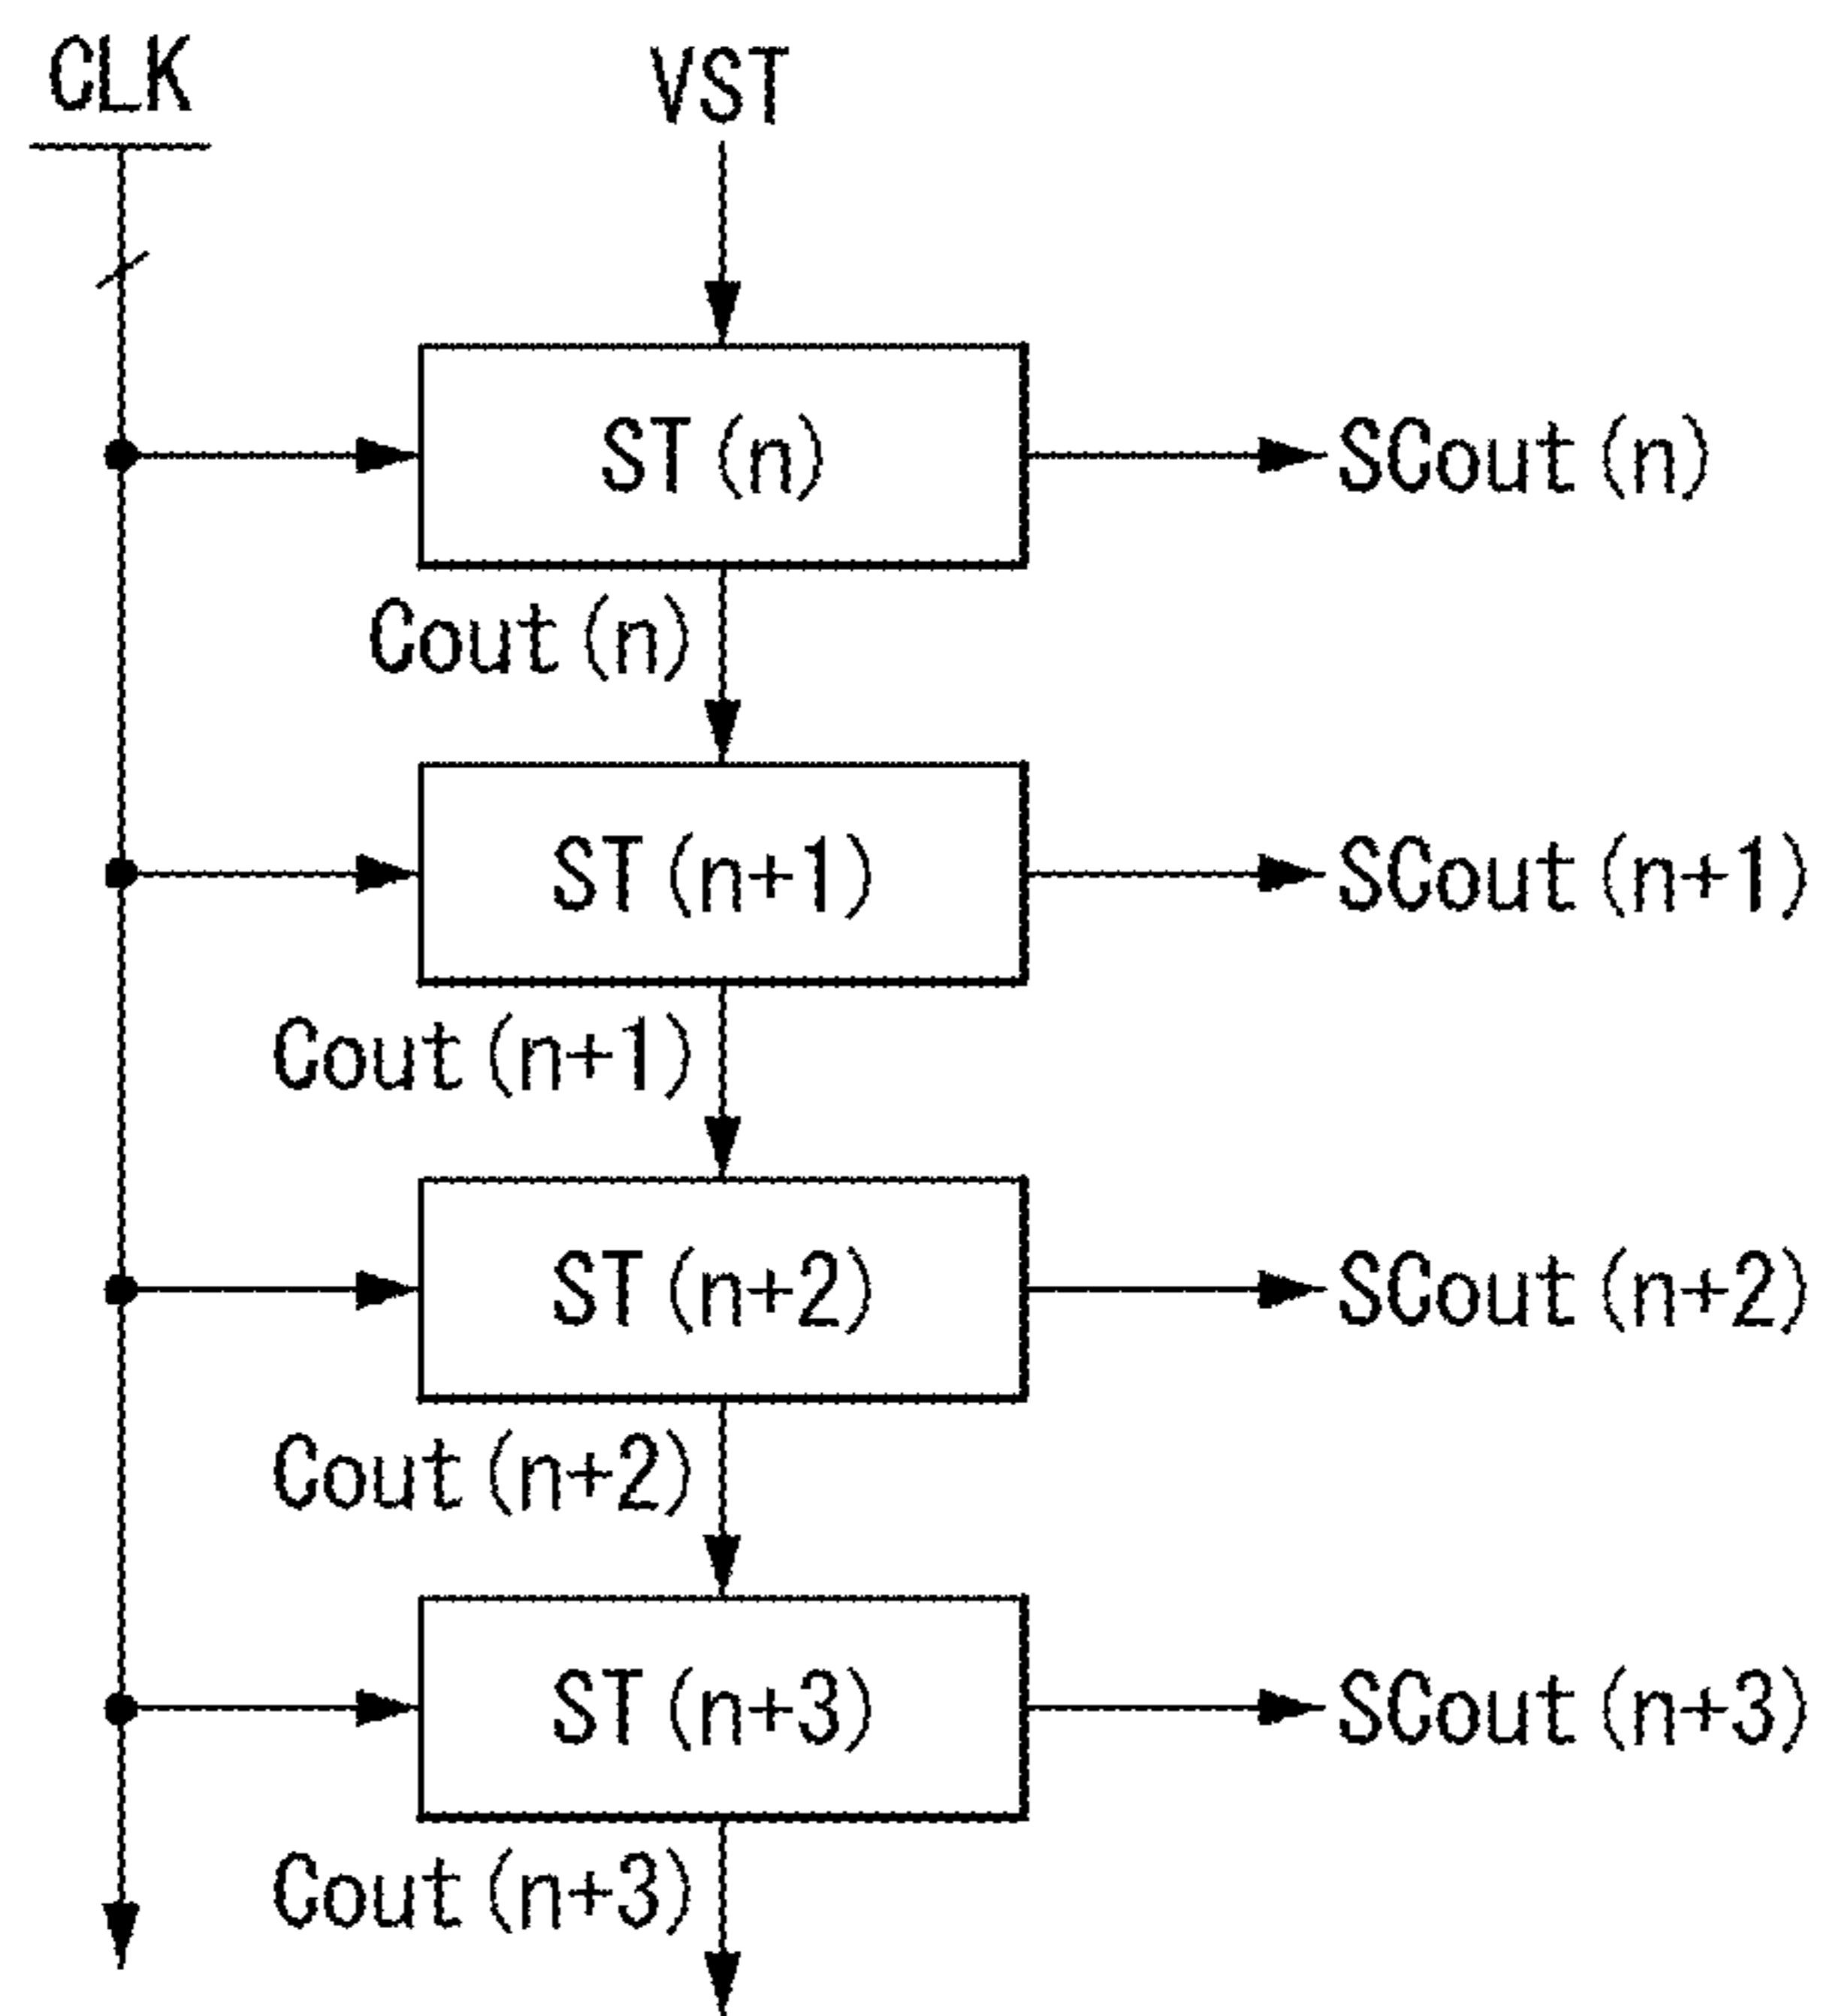 CLK
VST
ST(n)
SCout(n)
Cout(n)
ST(n+1)
SCout(n+1)
Cout(n+1)
ST(n+2)
SCout(n+2)
Cout(n+2)
ST(n+3)
SCout(n+3)
Cout(n+3)